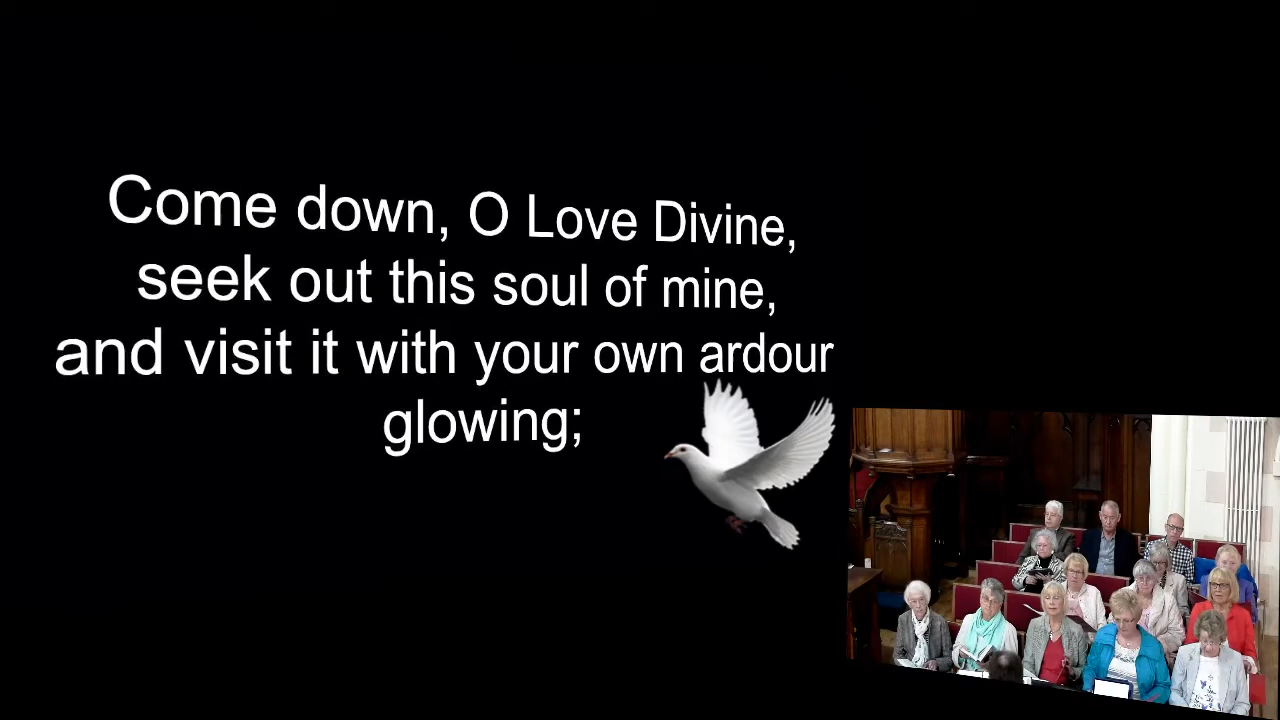 Come down, O Love Divine,
seek out this soul of mine,
and visit it with your own ardour
glowing;